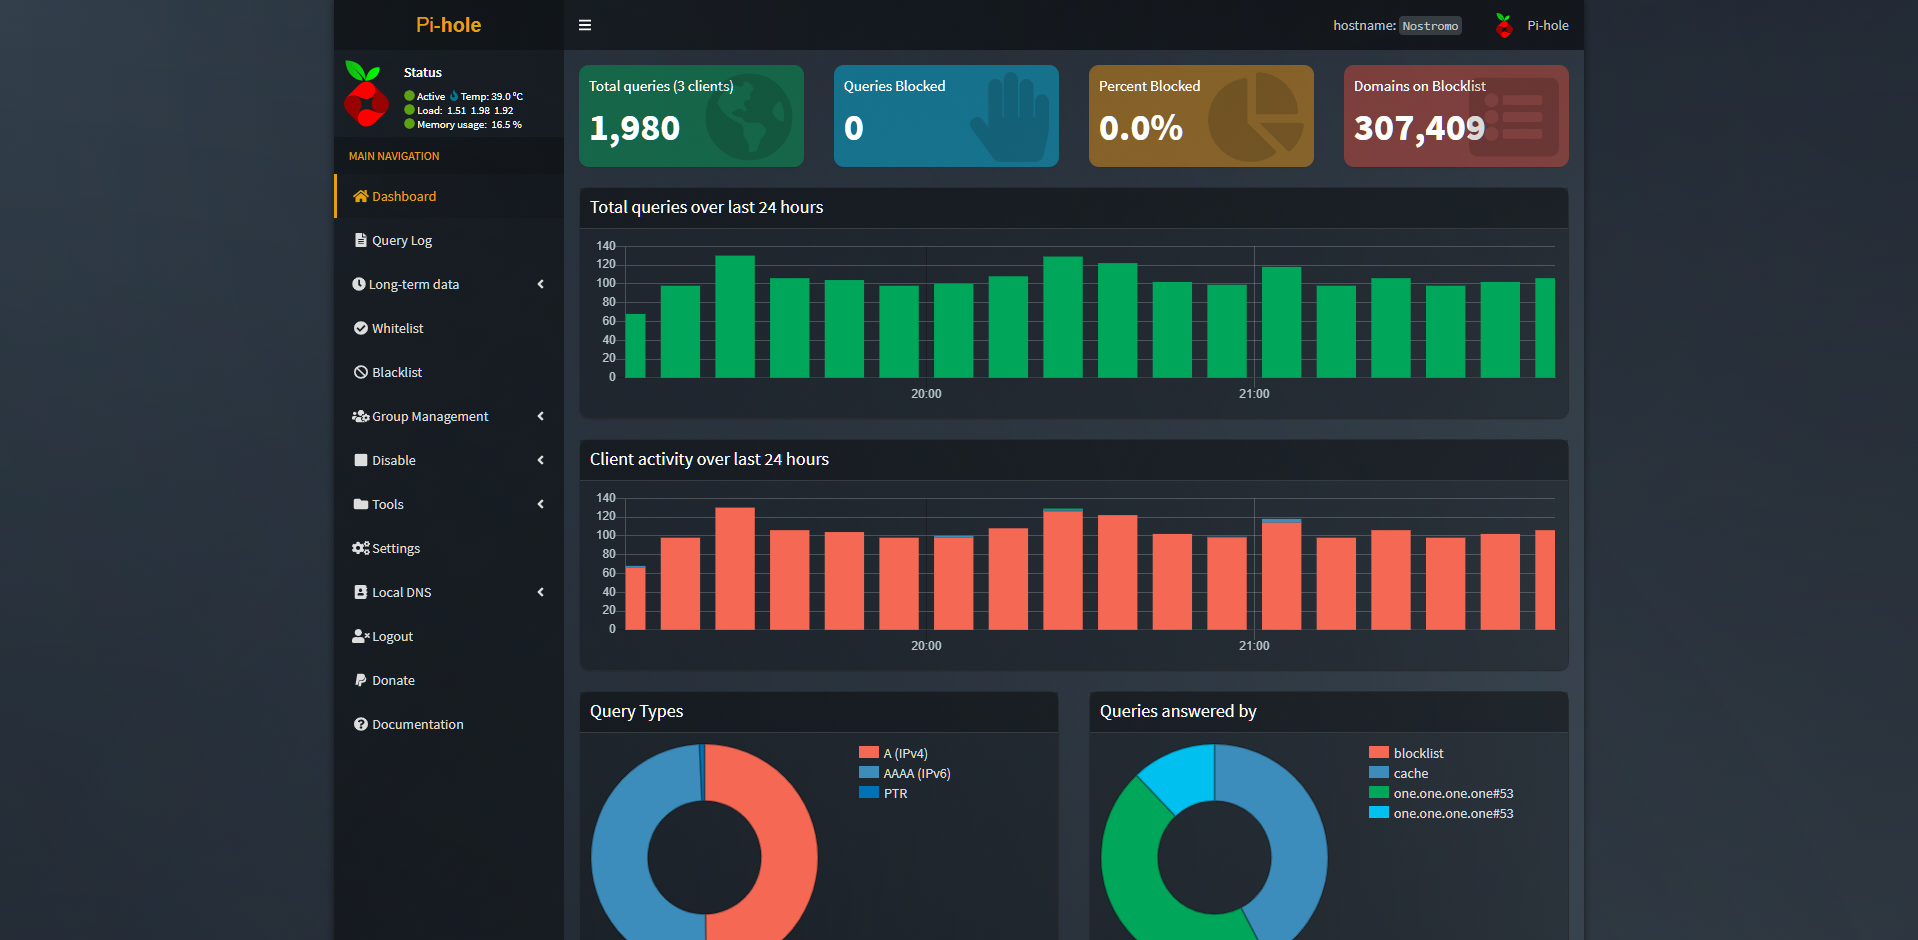 Pi-hole
hostname: Nostromo
Pi-hole
Status
Active Temp: 39.0 °C
Load: 1.51 1.98 1.92
Memory usage: 16.5 %
MAIN NAVIGATION
Dashboard
Query Log
Long-term data
Whitelist
Blacklist
Group Management
Disable
Tools
Settings
Local DNS
Logout
Donate
Documentation
Total queries (3 clients)
1,980
Queries Blocked
0
Percent Blocked
0.0%
Domains on Blocklist
307,409
Total queries over last 24 hours
140
120
100
80
60
40
20
0
20:00
21:00
Client activity over last 24 hours
140
120
100
80
60
40
20
0
20:00
21:00
Query Types
A (IPv4)
AAAA (IPv6)
PTR
Queries answered by
blocklist
cache
one.one.one.one#53
one.one.one.one#53